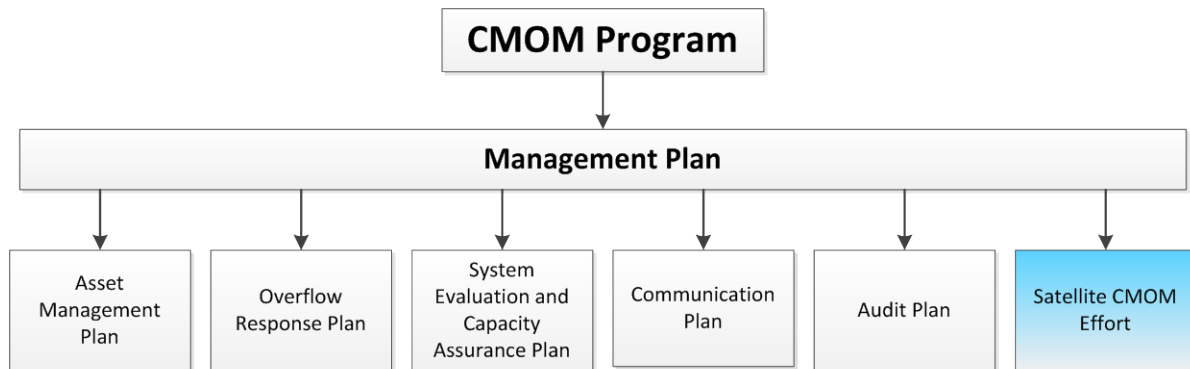 CMOM Program
Management Plan
Asset
Management
Plan
Overflow
Response Plan
System
Evaluation and
Capacity
Assurance Plan
Communication
Plan
Audit Plan
Satellite CMOM
Effort